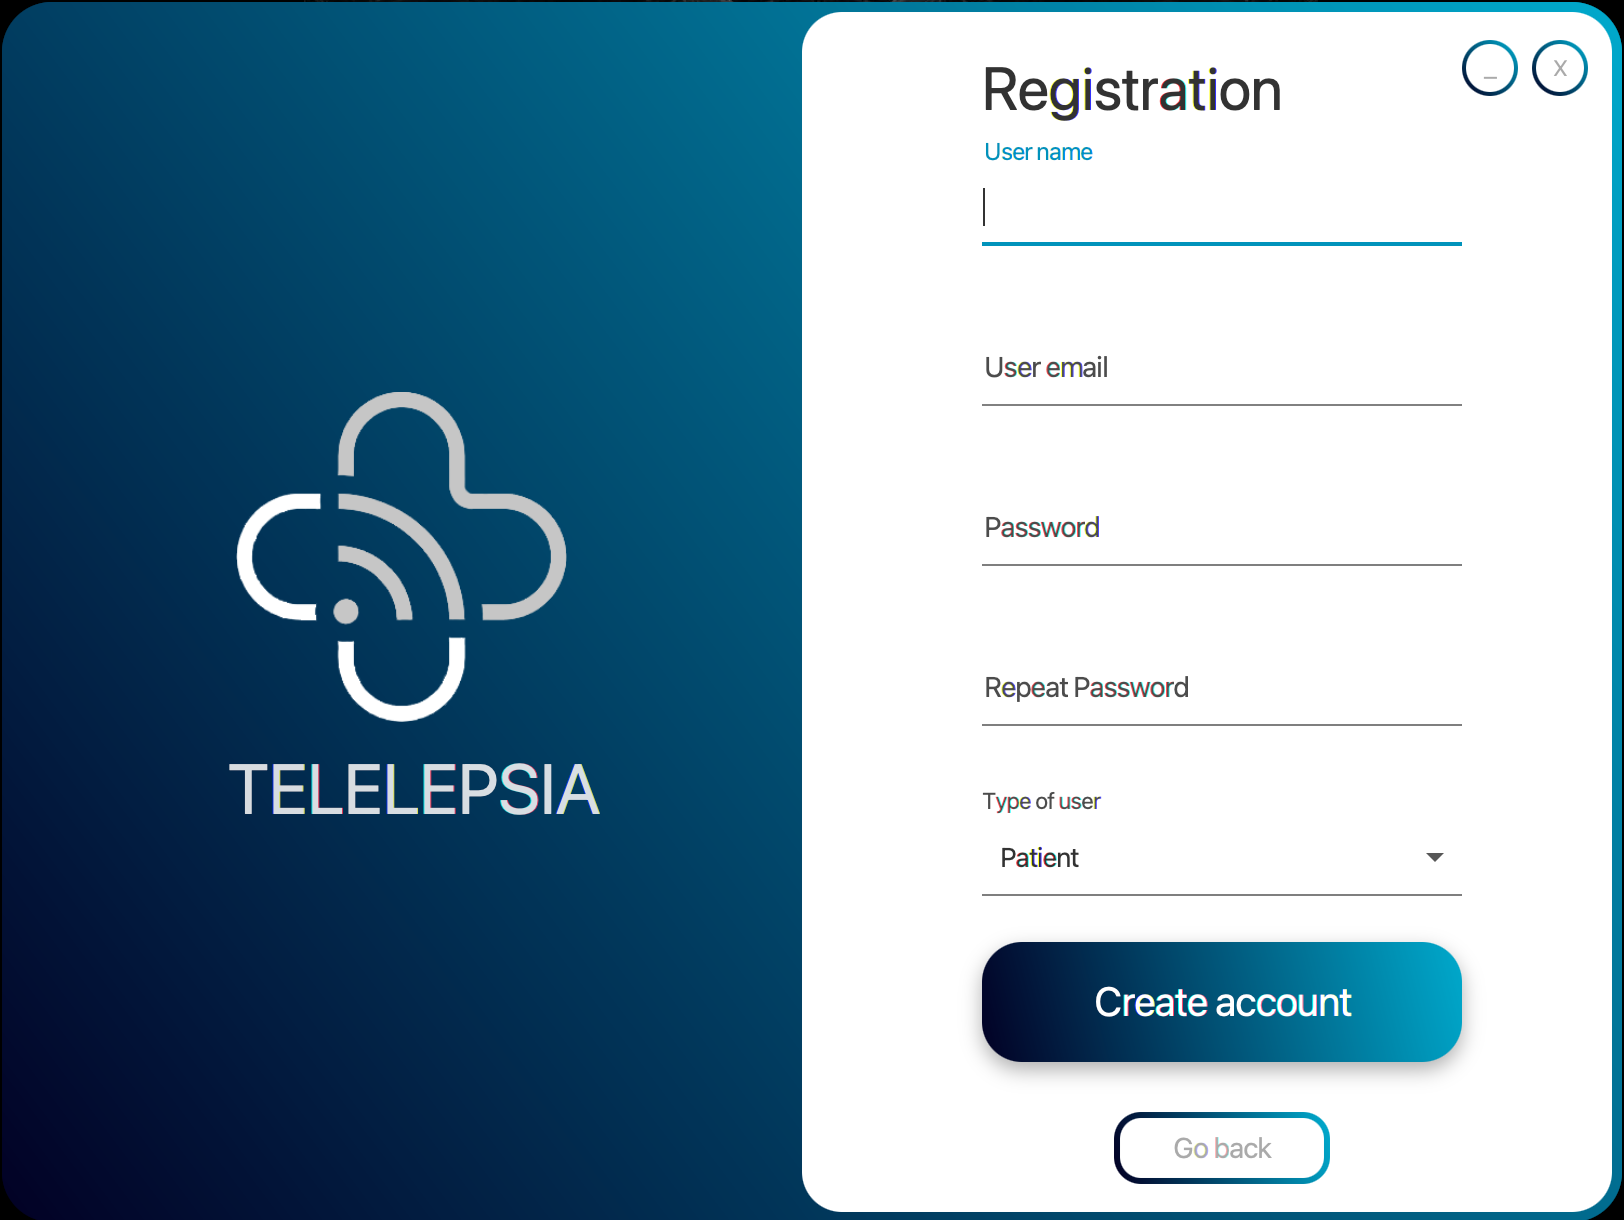 Registration
_ X
User name
User email
Password
Repeat Password
Type of user
Patient
Create account
Go back
TELELEPSIA